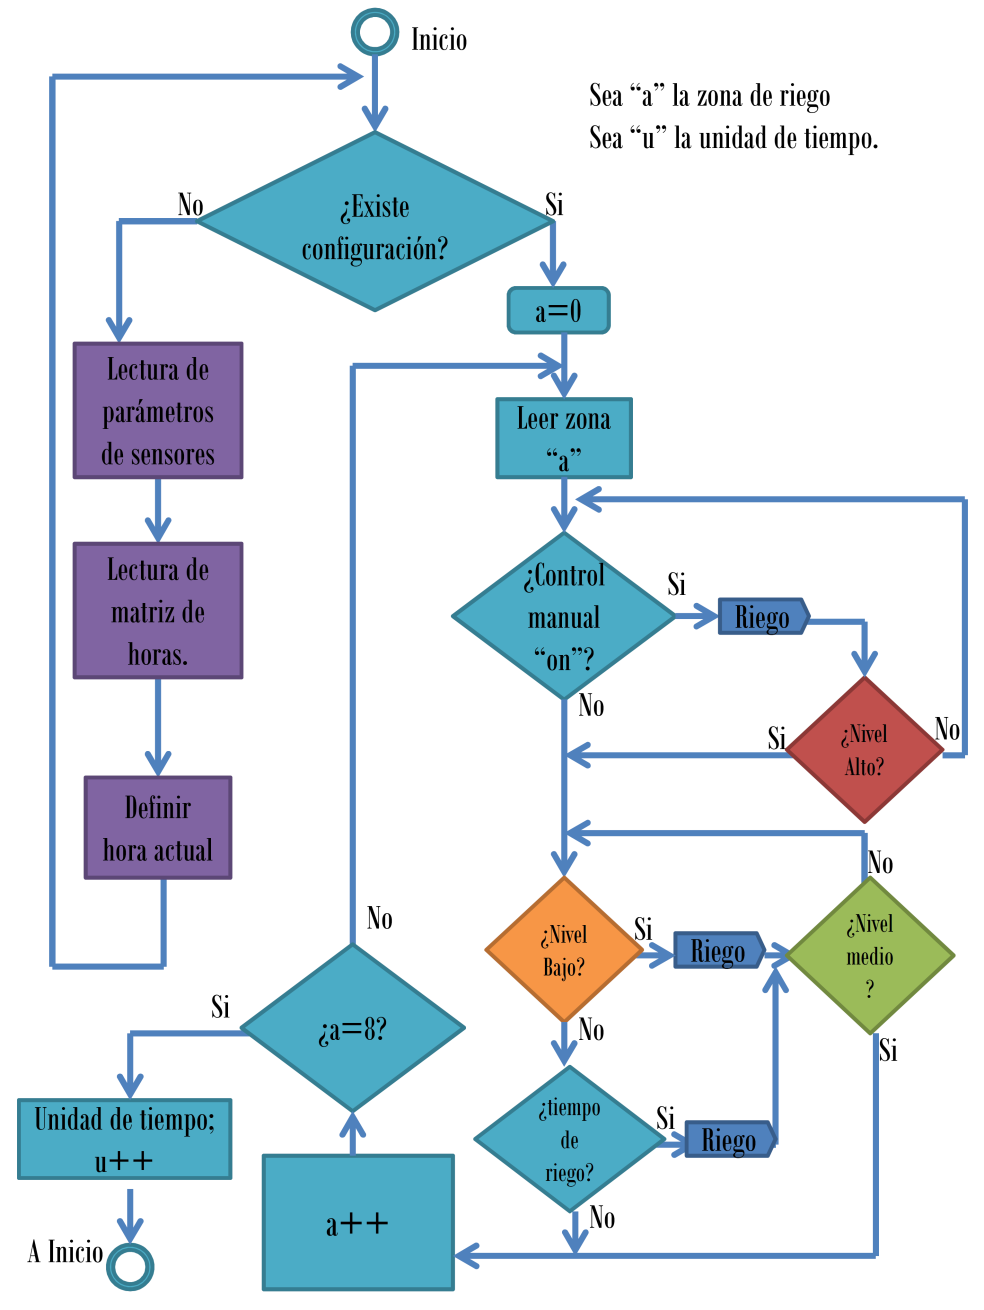 Inicio
Sea “a” la zona de riego
Sea “u” la unidad de tiempo.
No
Si
¿Existe
configuración?
a=0
Lectura de
parámetros
de sensores
Leer zona
“a”
Lectura de
matriz de
horas.
¿Control
manual
“on”?
Si
Riego
No
Si
¿Nivel
Alto?
No
Definir
hora actual
No
No
¿Nivel
Bajo?
Si
Riego
¿Nivel
medio
?
Si
¿a=8?
No
Si
Unidad de tiempo;
u++
¿tiempo
de
riego?
Si
Riego
No
a++
A Inicio